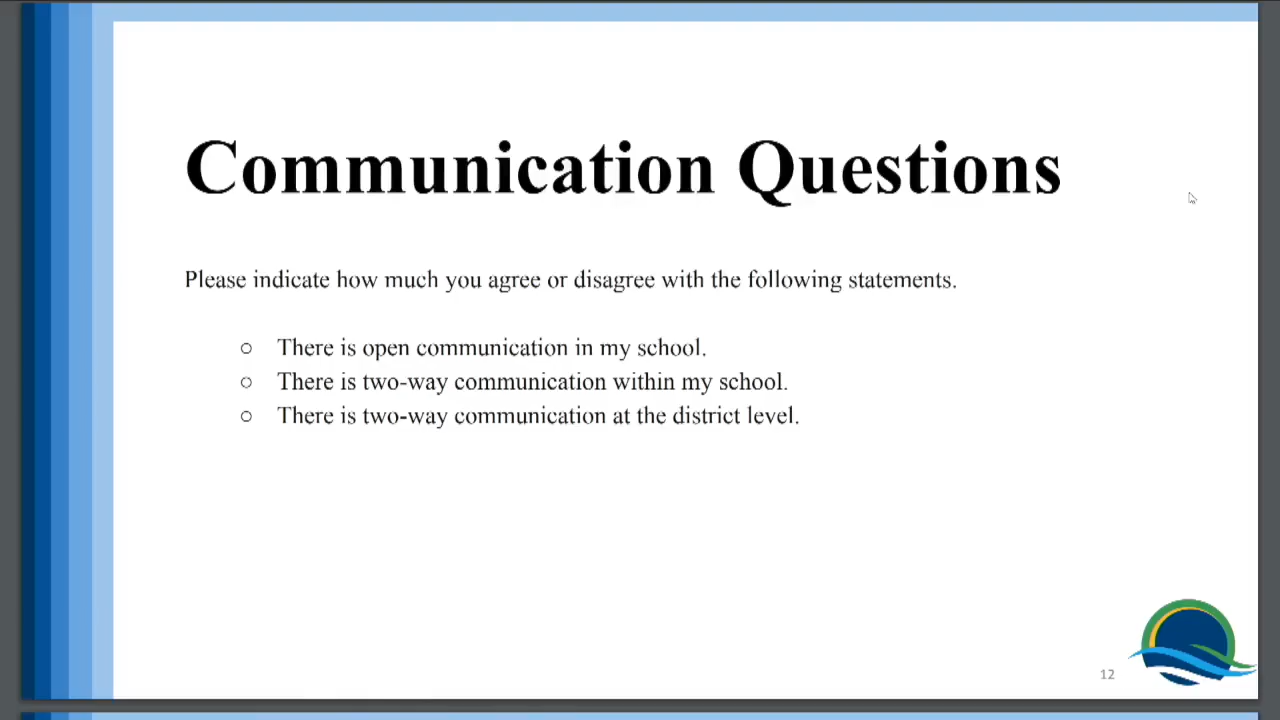 Communication Questions
Please indicate how much you agree or disagree with the following statements.
○ There is open communication in my school.
○ There is two-way communication within my school.
○ There is two-way communication at the district level.
12